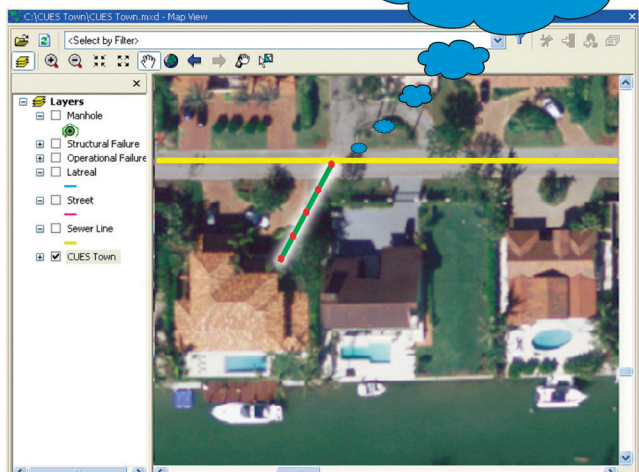 C:\CUES Town\CUES Town.mxd - Map View
<Select by Filter>
Layers
Manhole
Structural Failure
Operational Failure
Latreal
Street
Sewer Line
CUES Town